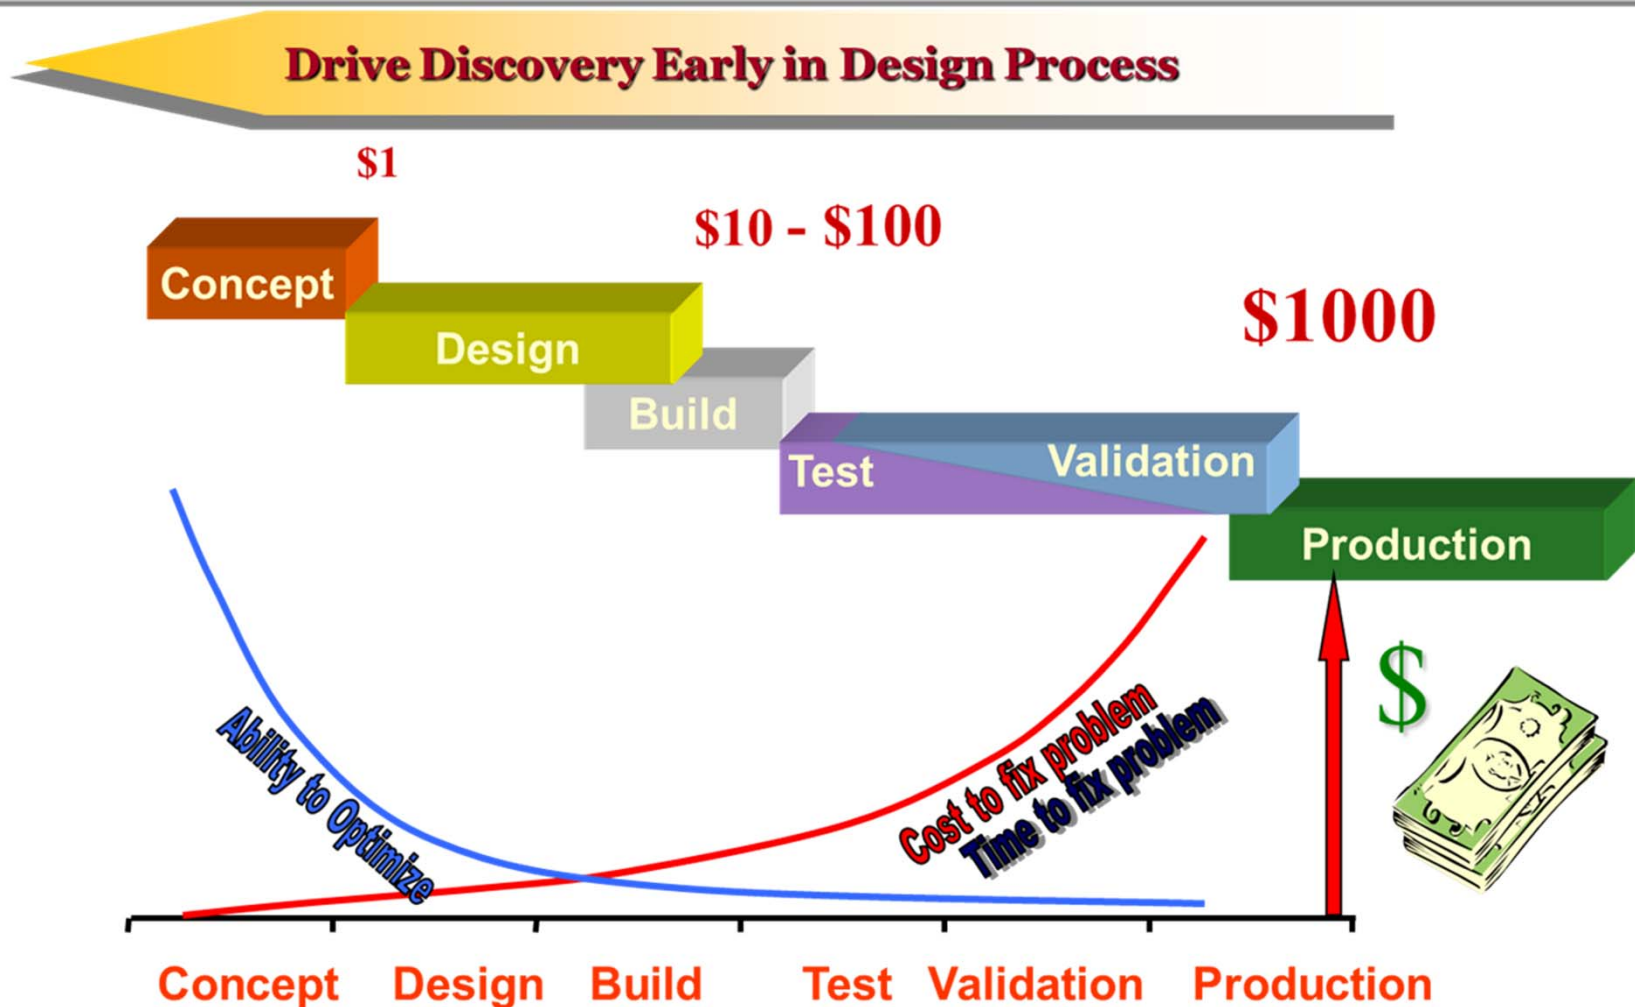 Drive Discovery Early in Design Process
$1
$10 - $100
$1000
Concept
Design
Build
Test
Validation
Production
Ability to Optimize
Cost to fix problem
Time to fix problem
$
Concept Design Build Test Validation Production